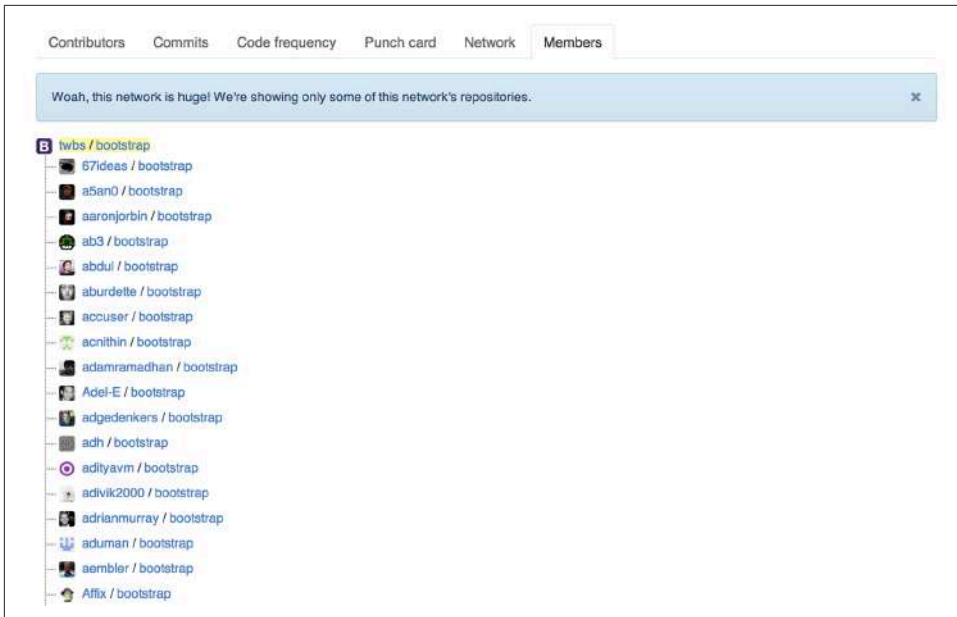 Contributors Commits Code frequency Punch card Network Members
Woah, this network is huge! We're showing only some of this network's repositories. ×
B twbs / bootstrap
67ideas / bootstrap
a5an0 / bootstrap
aaronjorbin / bootstrap
ab3 / bootstrap
abdul / bootstrap
aburdette / bootstrap
accuser / bootstrap
acnithin / bootstrap
adamramadhan / bootstrap
Adel-E / bootstrap
adgedenkers / bootstrap
adh / bootstrap
adityavm / bootstrap
adivik2000 / bootstrap
adrianmurray / bootstrap
aduman / bootstrap
aembler / bootstrap
Affix / bootstrap